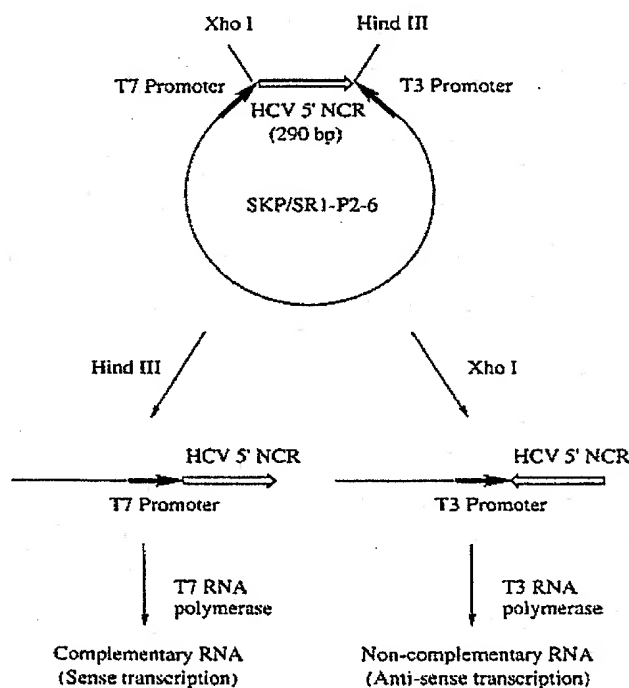 Xho I
Hind III
T7 Promoter
T3 Promoter
HCV 5' NCR
(290 bp)
SKP/SR1-P2-6
Hind III
Xho I
HCV 5' NCR
T7 Promoter
HCV 5' NCR
T3 Promoter
T7 RNA
polymerase
T3 RNA
polymerase
Complementary RNA
(Sense transcription)
Non-complementary RNA
(Anti-sense transcription)